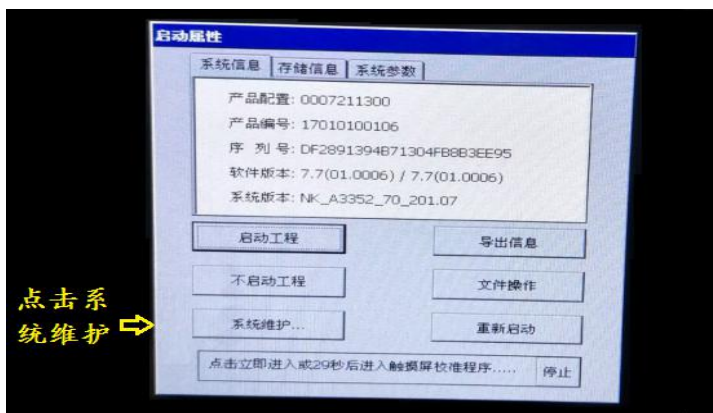 启动属性
系统信息 存储信息 系统参数
产品配置: 0007211300
产品编号: 17010100106
序 列 号: DF2891394B71304FB8B3EE95
软件版本: 7.7(01.0006) / 7.7(01.0006)
系统版本: NK_A3352_70_201.07
启动工程 导出信息
不启动工程 文件操作
点击系
统维护
系统维护... 重新启动
点击立即进入或29秒后进入触摸屏校准程序..... 停止